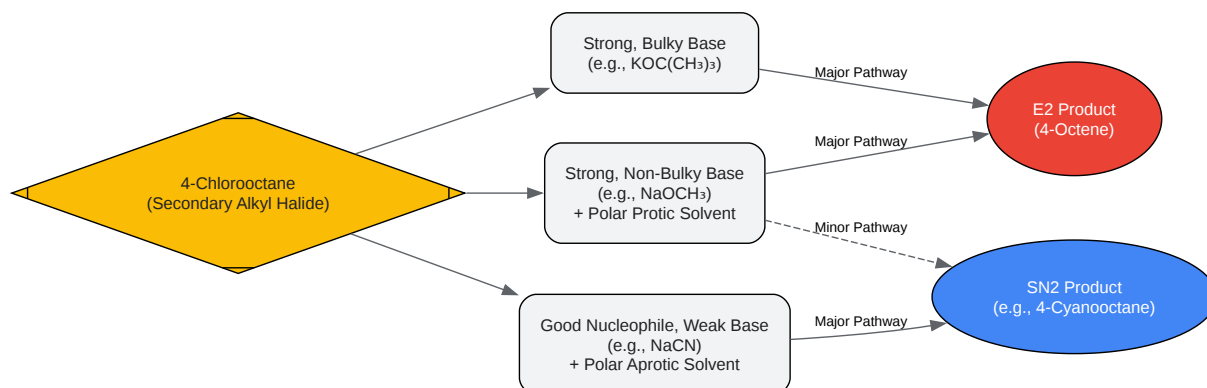 4-Chlorooctane
(Secondary Alkyl Halide)
Strong, Bulky Base
(e.g., KOC(CH₃)₃)
Strong, Non-Bulky Base
(e.g., NaOCH₃)
+ Polar Protic Solvent
Good Nucleophile, Weak Base
(e.g., NaCN)
+ Polar Aprotic Solvent
Major Pathway
Major Pathway
Minor Pathway
Major Pathway
E2 Product
(4-Octene)
SN2 Product
(e.g., 4-Cyanooctane)